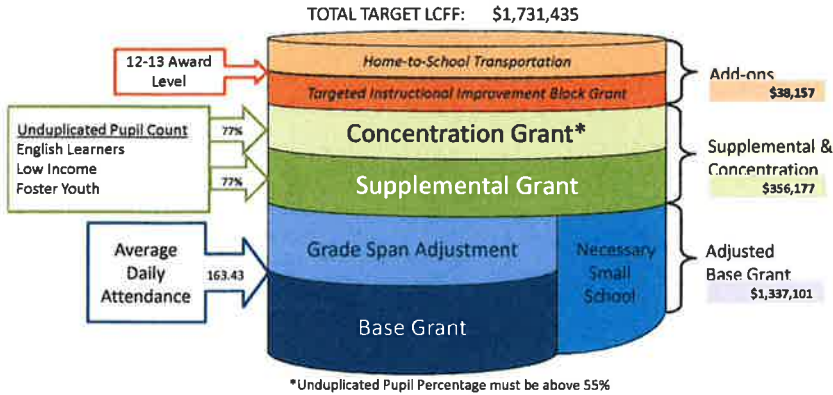 TOTAL TARGET LCFF: $1,731,435
12-13 Award
Level
Home-to-School Transportation
Targeted Instructional Improvement Block Grant
Add-ons
$38,157
Unduplicated Pupil Count
English Learners
Low Income
Foster Youth
77%
77%
Concentration Grant*
Supplemental Grant
Supplemental &
Concentration
$356,177
Average
Daily
Attendance
163.43
Grade Span Adjustment
Base Grant
Necessary
Small
School
Adjusted
Base Grant
$1,337,101
*Unduplicated Pupil Percentage must be above 55%